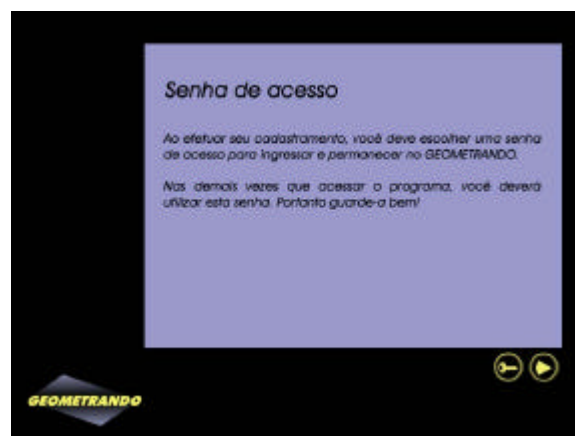 Senha de acesso
Ao efetuar seu cadastramento, você deve escolher uma senha
de acesso para ingressar e permanecer no GEOMETRANDO.
Nas demais vezes que acessar o programa, você deverá
utilizar esta senha. Portanto guarde-a bem!
GEOMETRANDO